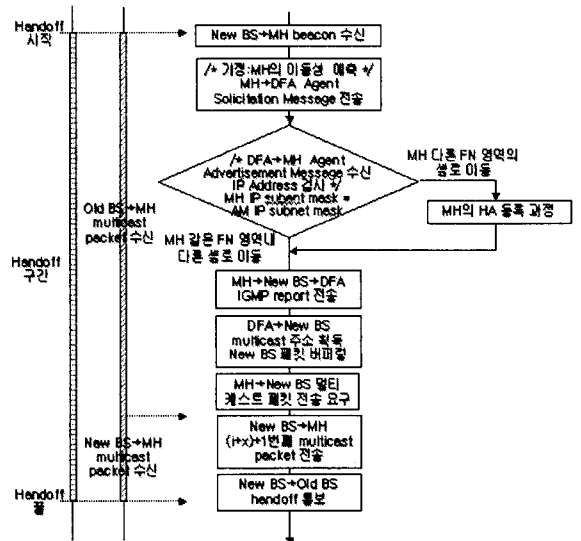 Handoff
시작
New BS→MH beacon 수신
/* 가정:MH의 이동성 예측 */
MH→DFA Agent
Solicitation Message 전송
/* DFA→MH Agent
Advertisement Message 수신
IP Address 검사 */
MH IP subent mask =
AM IP subnet mask
MH 다른 FN 영역의
셀로 이동
MH의 HA 등록 과정
Old BS→MH
multicast
packet 수신
MH 같은 FN 영역내
다른 셀로 이동
Handoff
구간
MH→New BS→DFA
IGMP report 전송
DFA→New BS
multicast 주소 획득
New BS 패킷 버퍼링
MH→New BS 멀티
캐스트 패킷 전송 요구
New BS→MH
multicast
packet 수신
New BS→MH
(i+x)+1번째 multicast
packet 전송
Handoff
끝
New BS→Old BS
handoff 통보